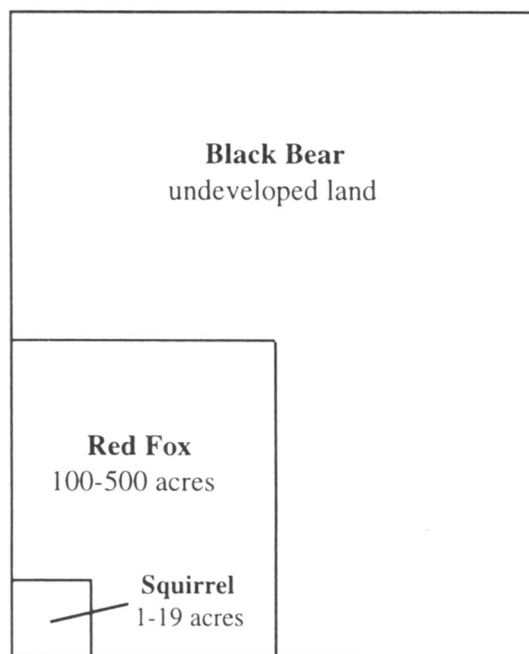 Black Bear
undeveloped land
Red Fox
100-500 acres
Squirrel
1-19 acres